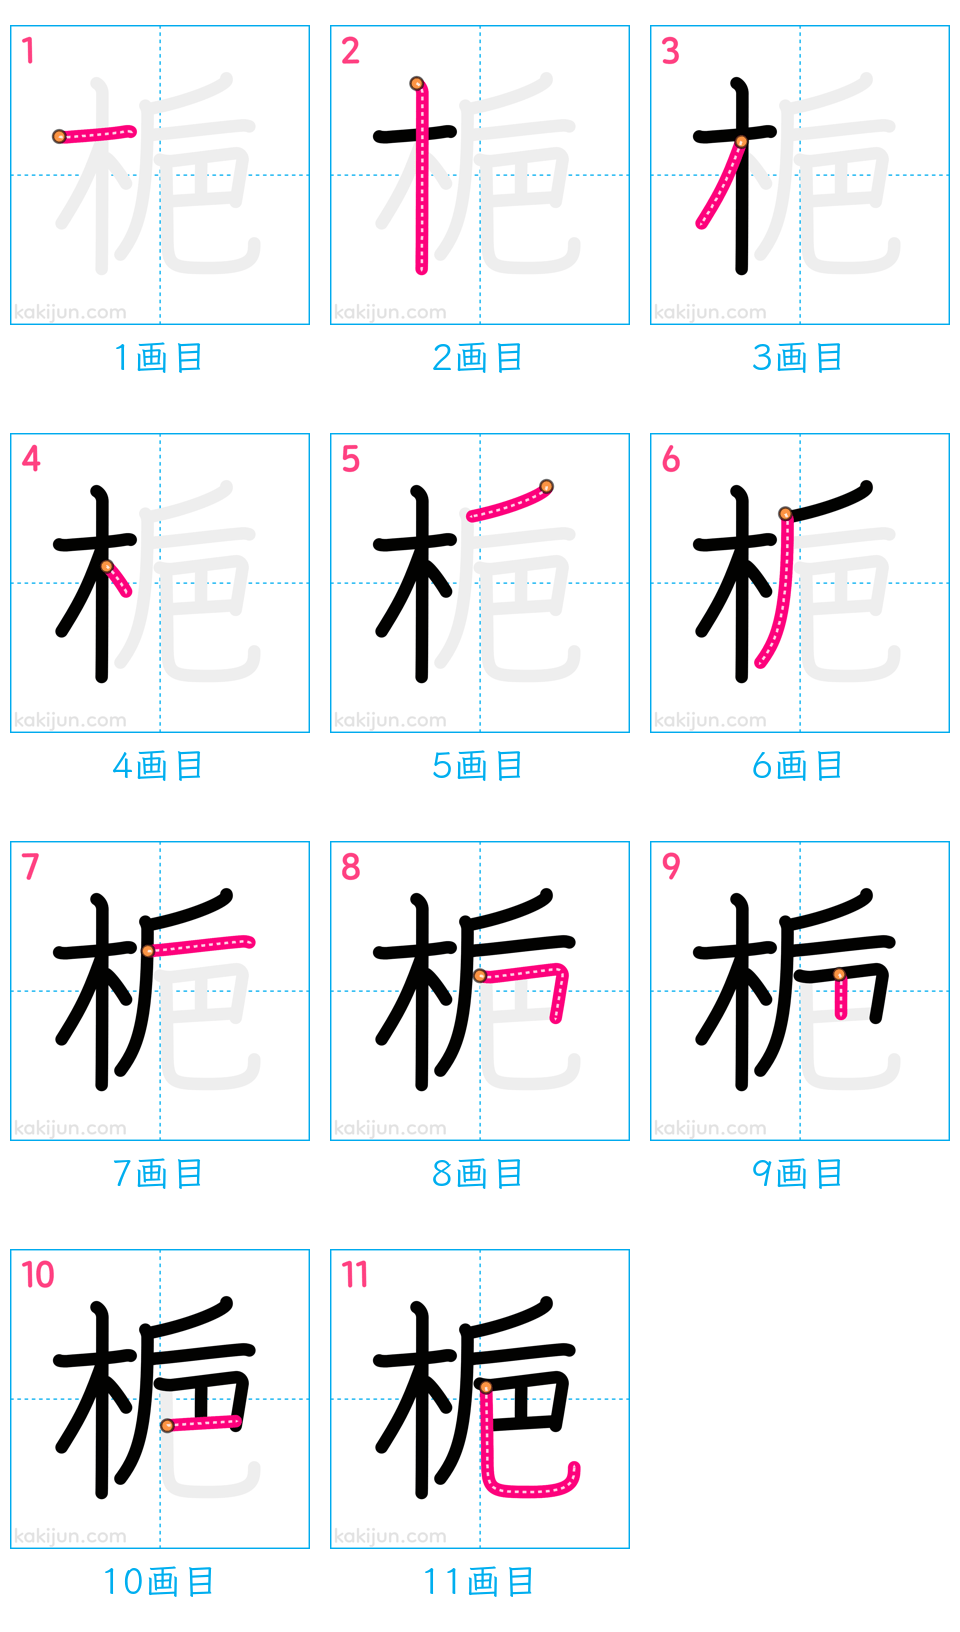 1 2 3
kakijun.com kakijun.com kakijun.com
1画目 2画目 3画目
4 5 6
kakijun.com kakijun.com kakijun.com
4画目 5画目 6画目
7 8 9
kakijun.com kakijun.com kakijun.com
7画目 8画目 9画目
10 11
梔 梔
kakijun.com kakijun.com
10画目 11画目